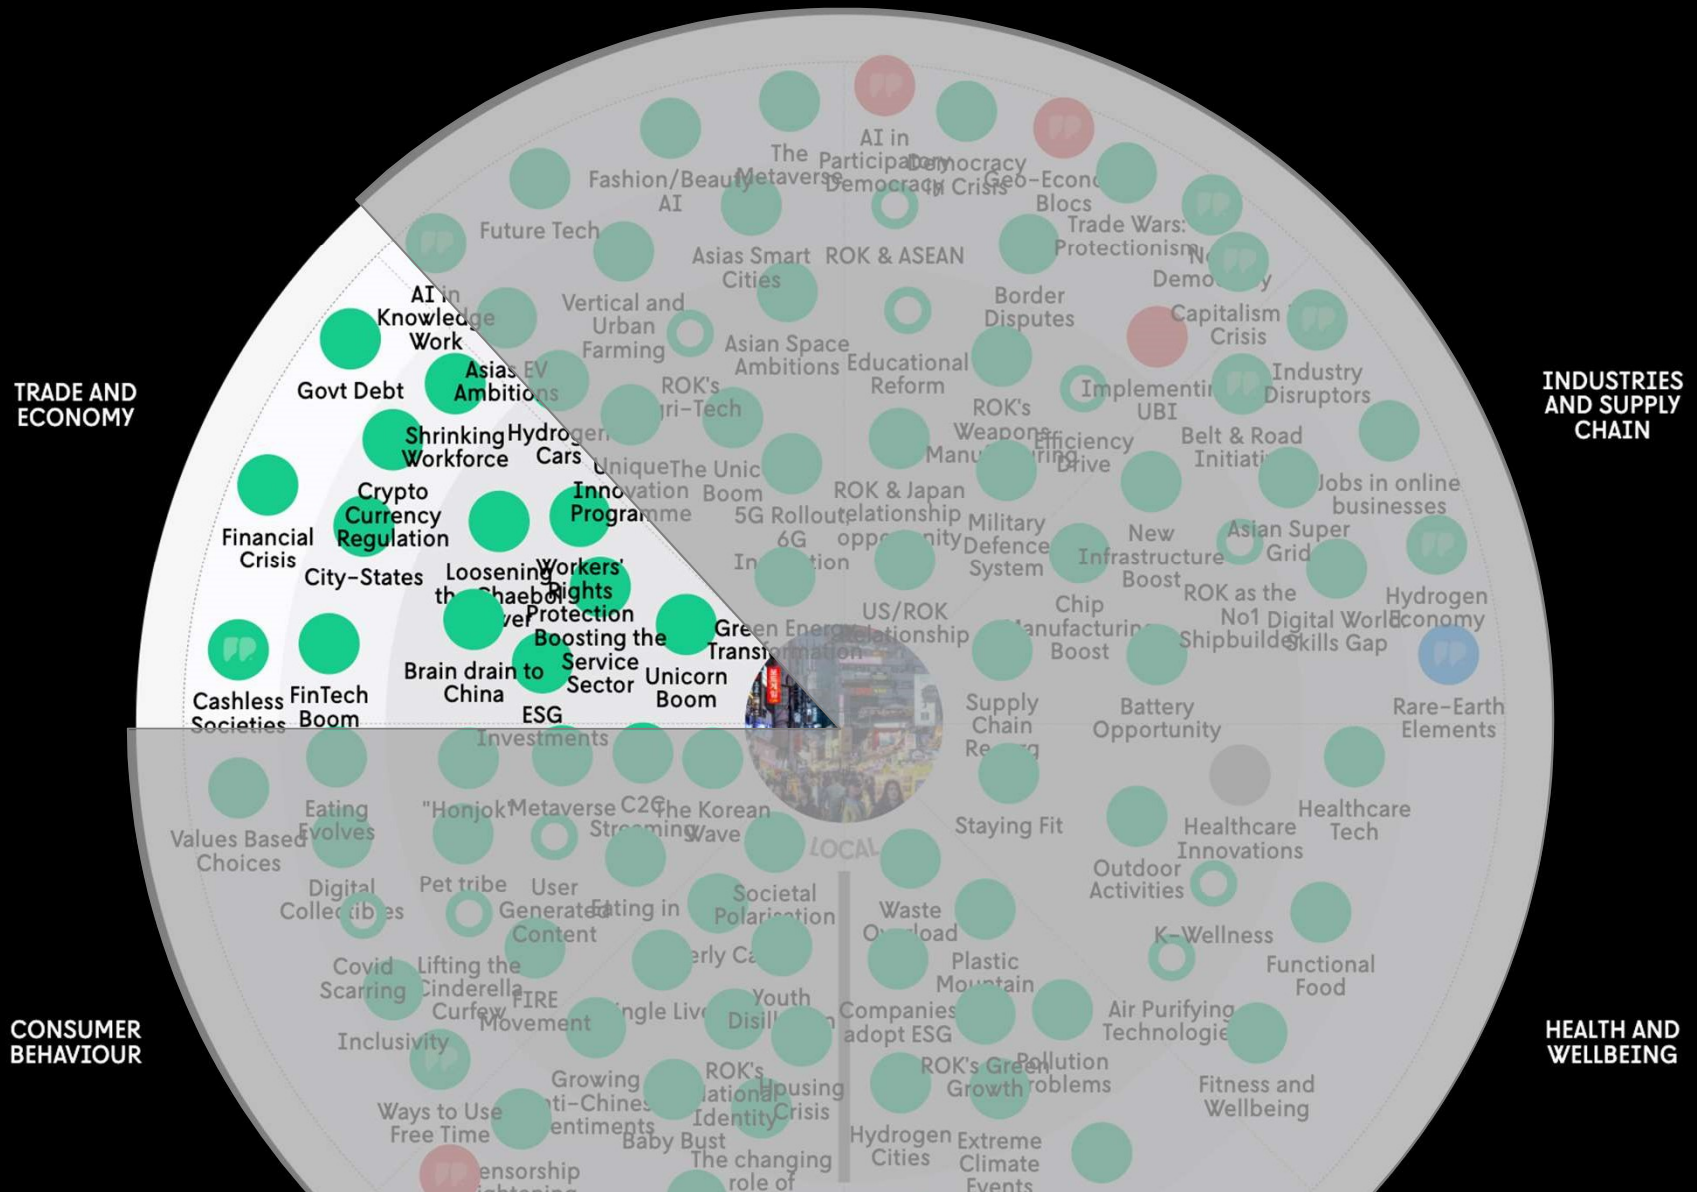 TRADE AND
ECONOMY
INDUSTRIES
AND SUPPLY
CHAIN
CONSUMER
BEHAVIOUR
HEALTH AND
WELLBEING
AI in
Knowledge
Work
Govt Debt
Asias EV
Ambitions
Shrinking
Workforce
Hydrogen
Cars
Crypto
Currency
Regulation
Innovation
Programme
Unique
Financial
Crisis
City-States
Loosening
Workers'
Rights
Protection
Boosting the
Service
Sector
Green Energy
Transformation
Brain drain to
China
Unicorn
Boom
Cashless
Societies
FinTech
Boom
ESG
Investments
Future Tech
Fashion/Beauty
AI
The
Metaverse
AI in
Participatory
Democracy
Democracy
in Crisis
Blocs
Trade Wars:
Protectionism
Capitalism
Crisis
Industry
Disruptors
Jobs in online
businesses
Hydrogen
Economy
Rare-Earth
Elements
Asias Smart
Cities
ROK & ASEAN
Border
Disputes
Vertical and
Urban
Farming
Asian Space
Ambitions
Educational
Reform
UBI
ROK's
Belt & Road
Efficiency
Drive
ROK's
Weapons
The Unic
Boom
5G Rollout,
6G
ROK & Japan
relationship
Military
Defence
System
New
Infrastructure
Boost
Asian Super
Grid
ROK as the
No1
Digital World
Skills Gap
US/ROK
Relationship
Chip
Boost
Supply
Chain
Battery
Opportunity
Staying Fit
Healthcare
Innovations
Healthcare
Tech
Outdoor
Activities
K-Wellness
Functional
Food
Air Purifying
Fitness and
Wellbeing
LOCAL
Values Based
Choices
Eating
Evolves
"Honjok"
Metaverse
C2C
Streaming
The Korean
Wave
Digital
Collectibles
Pet tribe
User
Generated
Content
Eating in
Societal
Polarisation
Waste
Overload
Plastic
Mountain
Covid
Scarring
Lifting the
Cinderella
Curfew
FIRE
Movement
Youth
Companies
adopt ESG
Inclusivity
ROK's Green
Growth
Pollution
Ways to Use
Free Time
Growing
Baby Bust
ROK's
Identity
Housing
Crisis
Hydrogen
Cities
Extreme
Climate
Events
The changing
role of